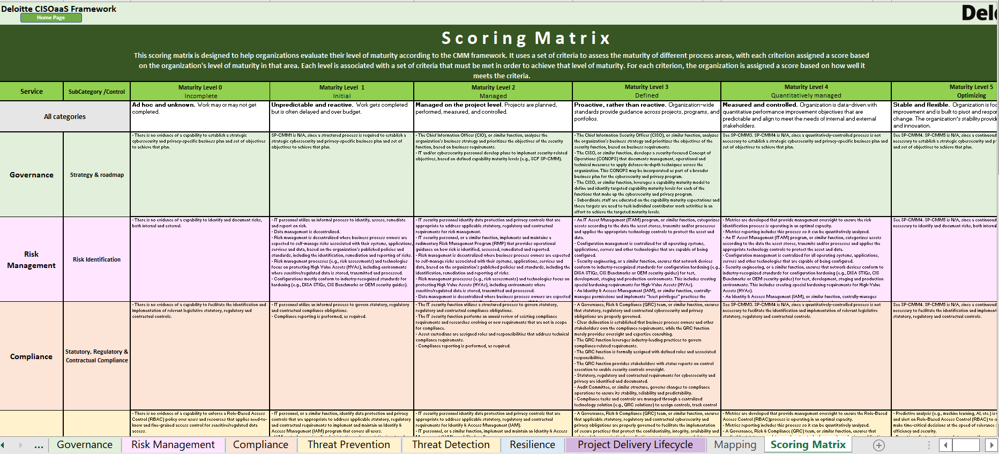 Deloitte CISOaaS Framework
Home Page
Scoring Matrix
This scoring matrix is designed to help organizations evaluate their level of maturity according to the CMM framework. It uses a set of criteria to assess the maturity of different process areas, with each criterion assigned a score based
on the organization's level of maturity in that area. Each level is associated with a set of criteria that must be met in order to achieve that level of maturity. For each criterion, the organization is assigned a score based on how well it
meets the criteria.
Service
SubCategory /Control
Maturity Level 0
Incomplete
Maturity Level 1
Initial
Maturity Level 2
Managed
Maturity Level 3
Defined
Maturity Level 4
Quantitatively managed
Maturity Level 5
Optimizing
All categories
Ad hoc and unknown. Work may or may not get
completed.
Unpredictable and reactive. Work gets completed
but is often delayed and over budget.
Managed on the project level. Projects are planned,
performed, measured, and controlled.
Proactive, rather than reactive. Organization-wide
standards provide guidance across projects, programs, and
portfolios.
Measured and controlled. Organization is data-driven with
quantitative performance improvement objectives that are
predictable and align to meet the needs of internal and external
stakeholders.
Stable and flexible. Organization is
improvement and is built to pivot and
change. The organization's stability
and innovation.
Governance
Strategy & roadmap
- There is no evidence of a capability to establish a strategic
cybersecurity and privacy-specific business plan and set of objectives
to achieve that plan.
SP-CMM1 is N/A, since a structured process is required to establish a
strategic cybersecurity and privacy-specific business plan and set of
objectives to achieve that plan.
- The Chief Information Officer (CIO), or similar function, analyzes the
organization's business strategy and prioritizes the objectives of the security
function, based on business requirements.
- IT and/or cybersecurity personnel develop plans to implement security-related
objectives, based on defined capability maturity levels (e.g., SCF SP-CMM).
- The Chief Information Security Officer (CISO), or similar function, analyzes
the organization's business strategy and prioritizes the objectives of the
security function, based on business requirements.
- The CISO, or similar function, develops a security-focused Concept of
Operations (CONOPS) that documents management, operational and
technical measures to apply defense-in-depth techniques across the
organization. This CONOPS may be incorporated as part of a broader
business plan for the cybersecurity and privacy program.
- The CISO, or similar function, leverages a capability maturity model to
define and identify targeted capability maturity levels for each of the
functions that make up the cybersecurity and privacy program.
- Subordinate staff are educated on the capability maturity expectations and
those targets are used to task individual contributor work activities in an
effort to achieve the targeted maturity levels.
See SP-CMM3. SP-CMM4 is N/A, since a quantitatively-controlled process is not
necessary to establish a strategic cybersecurity and privacy-specific business plan and
set of objectives to achieve that plan.
See SP-CMM4. SP-CMM5 is N/A, since a
necessary to establish a strategic cybersecurity and
and set of objectives to achieve that plan.
Risk
Management
Risk Identification
- There is no evidence of a capability to identify and document risks,
both internal and external.
- IT personnel utilize an informal process to identify, assess, remediate
and report on risk.
- Data management is decentralized.
- Risk management is decentralized where business process owners are
expected to self-manage risks associated with their systems, applications,
services and data, based on the organization's published policies and
standards, including the identification, remediation and reporting of risks.
- Risk management processes (e.g., risk assessments) and technologies
focus on protecting High Value Assets (HVAs), including environments
where sensitive/regulated data is stored, transmitted and processed.
- Configurations mostly conform to industry-recognized standards for
hardening (e.g., DISA STIGs, CIS Benchmarks or OEM security guides).
- IT security personnel identify data protection and privacy controls that are
appropriate to address applicable statutory, regulatory and contractual
requirements for risk management.
- IT security personnel, or a similar function, implements and maintains a
rudimentary Risk Management Program (RMP) that provides operational
guidance on how risk is identified, assessed, remediated and reported.
- Risk management is decentralized where business process owners are expected
to self-manage risks associated with their systems, applications, services and
data, based on the organization's published policies and standards, including the
identification, remediation and reporting of risks.
- Risk management processes (e.g., risk assessments) and technologies focus on
protecting High Value Assets (HVAs), including environments where
sensitive/regulated data is stored, transmitted and processed.
- Data management is decentralized where business process owners are expected
- An IT Asset Management (ITAM) program, or similar function, categorizes
assets according to the data the asset stores, transmits and/or processes
and applies the appropriate technology controls to protect the asset and
data.
- Configuration management is centralized for all operating systems,
applications, servers and other technologies that are capable of being
configured.
- Security engineering, or a similar function, ensures that network devices
conform to industry-recognized standards for configuration hardening (e.g.,
DISA STIGs, CIS Benchmarks or OEM security guides) for test,
development, staging and production environments. This includes creating
special hardening requirements for High-Value Assets (HVAs).
- An Identity & Access Management (IAM), or similar function, centrally-
manages permissions and implements "least privileges" practices the
- Metrics are developed that provide management oversight to ensure the risk
identification process is operating in an optimal capacity.
- Metrics reporting includes this process so it can be quantitatively analyzed.
- An IT Asset Management (ITAM) program, or similar function, categorizes assets
according to the data the asset stores, transmits and/or processes and applies the
appropriate technology controls to protect the asset and data.
- Configuration management is centralized for all operating systems, applications,
servers and other technologies that are capable of being configured.
- Security engineering, or a similar function, ensures that network devices conform to
industry-recognized standards for configuration hardening (e.g., DISA STIGs, CIS
Benchmarks or OEM security guides) for test, development, staging and production
environments. This includes creating special hardening requirements for High-Value
Assets (HVAs).
- An Identity & Access Management (IAM), or similar function, centrally-manages
See SP-CMM4. SP-CMM5 is N/A, since a
necessary to identify and document risks, both
Compliance
Statutory, Regulatory &
Contractual Compliance
- There is no evidence of a capability to facilitate the identification and
implementation of relevant legislative statutory, regulatory and
contractual controls.
- IT personnel utilize an informal process to govern statutory, regulatory
and contractual compliance obligations.
- Compliance reporting is performed, as required.
- The IT security function utilizes a structured process to govern statutory,
regulatory and contractual compliance obligations.
- The IT security function performs an annual review of existing compliance
requirements and researches evolving or new requirements that are not in scope
for compliance.
- Asset custodians are assigned roles and responsibilities that address technical
compliance requirements.
- Compliance reporting is performed, as required.
- A Governance, Risk & Compliance (GRC) team, or similar function, ensures
that statutory, regulatory and contractual cybersecurity and privacy
obligations are properly governed.
- Clear delineation is established that business process owners and other
stakeholders own the compliance requirements, while the GRC function
merely provides oversight and expertise consulting.
- The GRC function leverages industry-leading practices to govern
compliance-related requirements.
- The GRC function is formally assigned with defined roles and associated
responsibilities.
- The GRC function provides stakeholders with status reports on control
execution to enable security controls oversight.
- Statutory, regulatory and contractual requirements for cybersecurity and
privacy are identified and documented.
- Audit Committee, or similar structure, governs changes to compliance
operations to ensure its stability, reliability and predictability.
- Compliance tasks and controls are managed through a centralized
technology solution (e.g., GRC solutions) to assign controls, track control
See SP-CMM3. SP-CMM4 is N/A, since a quantitatively-controlled process is not
necessary to facilitate the identification and implementation of relevant legislative
statutory, regulatory and contractual controls.
See SP-CMM4. SP-CMM5 is N/A, since a
necessary to facilitate the identification and
statutory, regulatory and contractual controls.
- There is no evidence of a capability to enforce a Role-Based Access
Control (RBAC) policy over users and resources that applies need-to-
know and fine-grained access control for sensitive/regulated data
access.
- IT personnel, or a similar function, identify data protection and privacy
controls that are appropriate to address applicable statutory, regulatory
and contractual requirements to implement and maintain an Identity &
Access Management (IAM) program that covers all users.
- IT security personnel identify data protection and privacy controls that are
appropriate to address applicable statutory, regulatory and contractual
requirements for Identity & Access Management (IAM).
- IT personnel, or a similar function, implement and maintain an Identity & Access
- A Governance, Risk & Compliance (GRC) team, or similar function, ensures
that applicable statutory, regulatory and contractual cybersecurity and
privacy obligations are properly governed to facilitate the implementation
of secure practices that protect the confidentiality, integrity, availability and
- Metrics are developed that provide management oversight to ensure the Role-Based
Access Control (RBAC)process is operating in an optimal capacity.
- Metrics reporting includes this process so it can be quantitatively analyzed.
- A Governance, Risk & Compliance (GRC) team, or similar function, ensures that
- Predictive analysis (e.g., machine learning, AI, etc.)
and alert on Role-Based Access Control (RBAC) to
make time-critical decisions at the speed of
efficiency and security.
... Governance Risk Management Compliance Threat Prevention Threat Detection Resilience Project Delivery Lifecycle Mapping Scoring Matrix